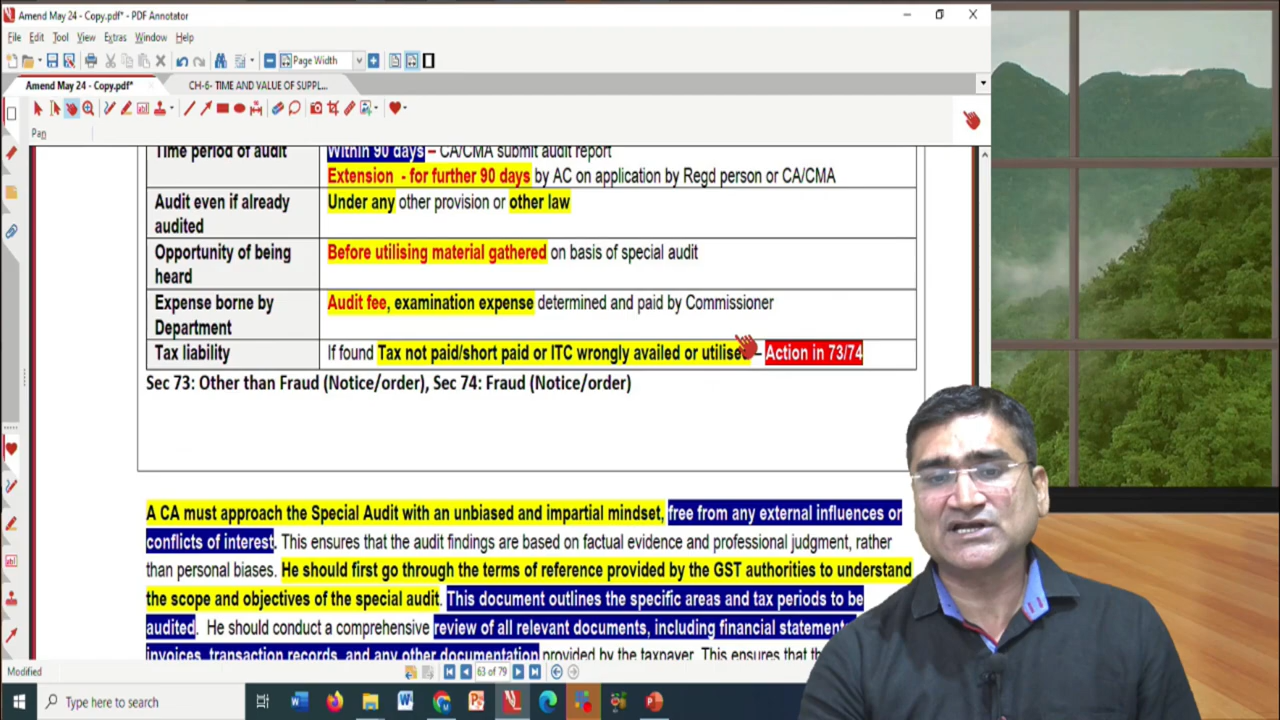 Amend May 24 - Copy.pdf* - PDF Annotator
File Edit Tool View Extras Window Help
Page Width
Amend May 24 - Copy.pdf* CH-6- TIME AND VALUE OF SUPPL...
Pan
Time period of audit
Within 90 days – CA/CMA submit audit report
Extension - for further 90 days by AC on application by Regd person or CA/CMA
Audit even if already
audited
Under any other provision or other law
Opportunity of being
heard
Before utilising material gathered on basis of special audit
Expense borne by
Department
Audit fee, examination expense determined and paid by Commissioner
Tax liability
If found Tax not paid/short paid or ITC wrongly availed or utilised – Action in 73/74
Sec 73: Other than Fraud (Notice/order), Sec 74: Fraud (Notice/order)
A CA must approach the Special Audit with an unbiased and impartial mindset, free from any external influences or
conflicts of interest. This ensures that the audit findings are based on factual evidence and professional judgment, rather
than personal biases. He should first go through the terms of reference provided by the GST authorities to understand
the scope and objectives of the special audit. This document outlines the specific areas and tax periods to be
audited. He should conduct a comprehensive review of all relevant documents, including financial statement
invoices, transaction records, and any other documentation provided by the taxpayer. This ensures that
Modified
63 of 79
Type here to search